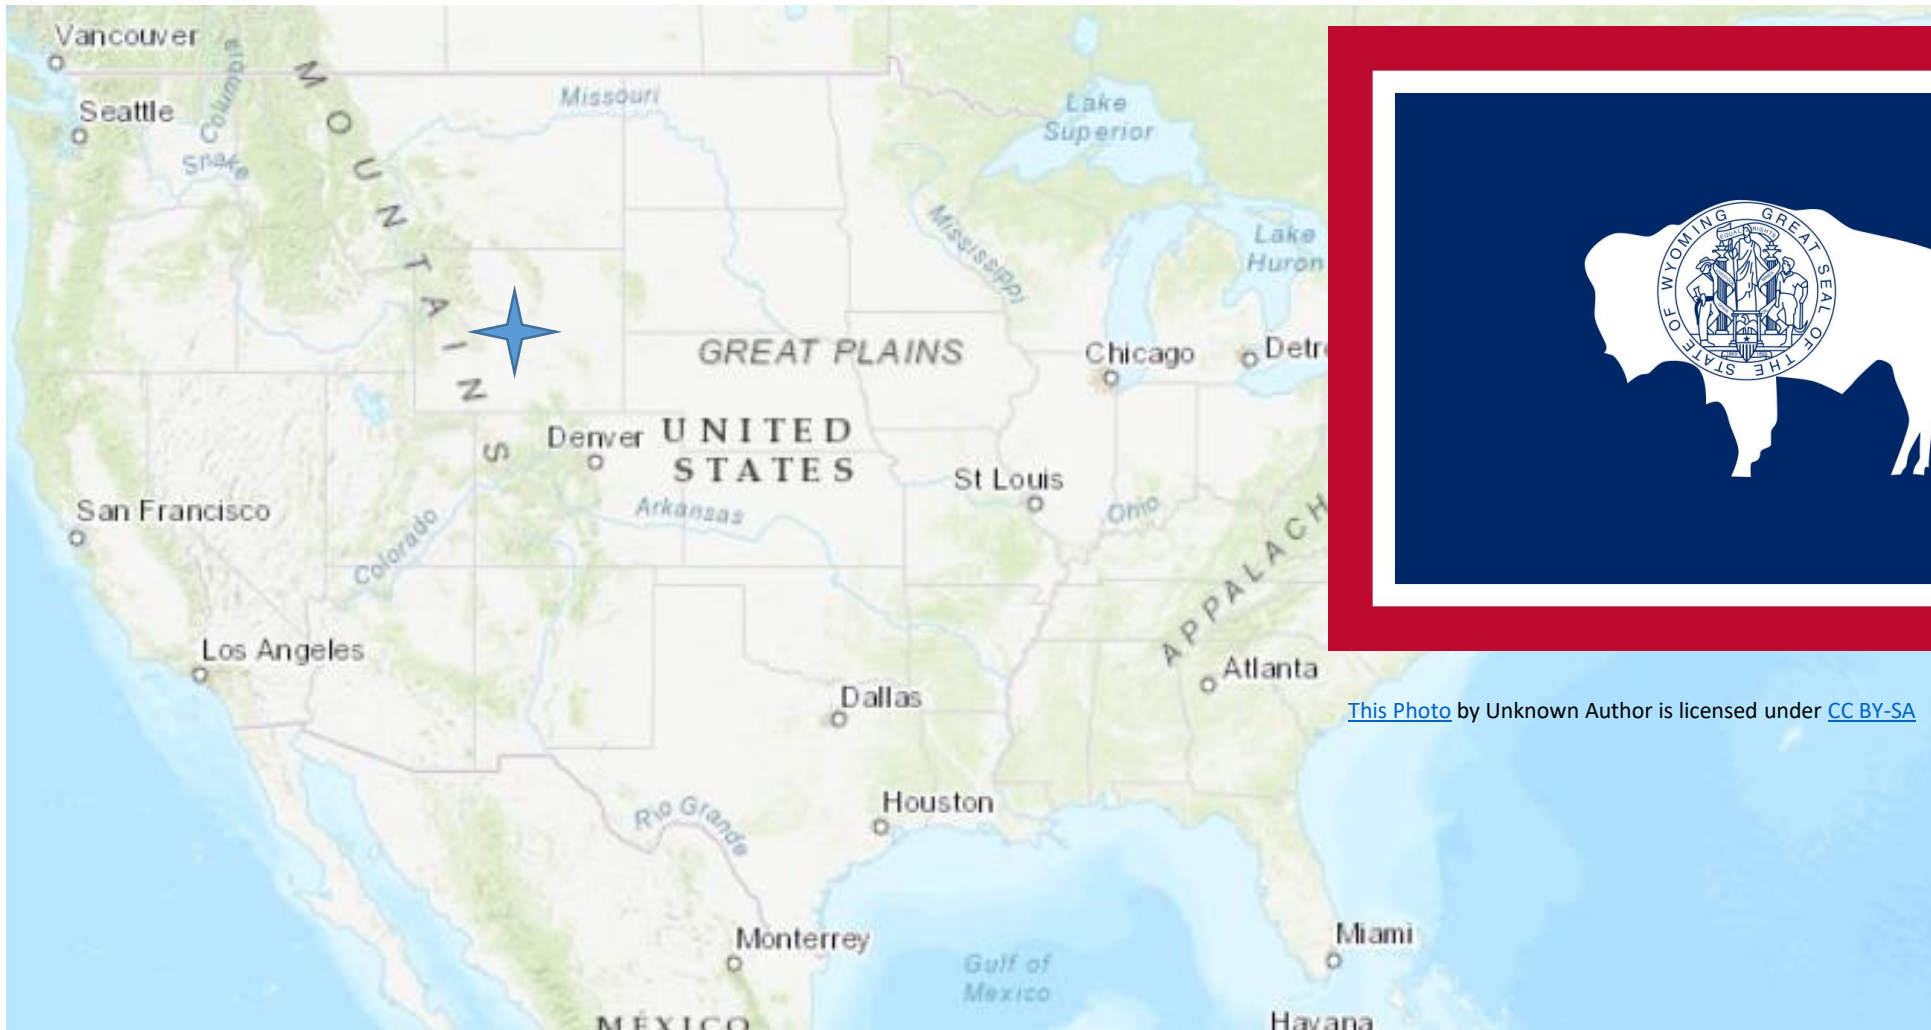 Vancouver
Seattle
Columbia
Snake
MOUNTAINS
Missouri
Mississippi
Lake
Superior
Lake
Huron
GREAT PLAINS
Chicago
Detr
Denver
UNITED
STATES
St Louis
San Francisco
Colorado
Arkansas
Ohio
APPALACH
Los Angeles
Dallas
Atlanta
Houston
Rio Grande
Monterrey
Gulf of
Mexico
Miami
MÉXICO
Havana
GREAT SEAL OF THE STATE OF WYOMING
EQUAL RIGHTS
This Photo by Unknown Author is licensed under CC BY-SA